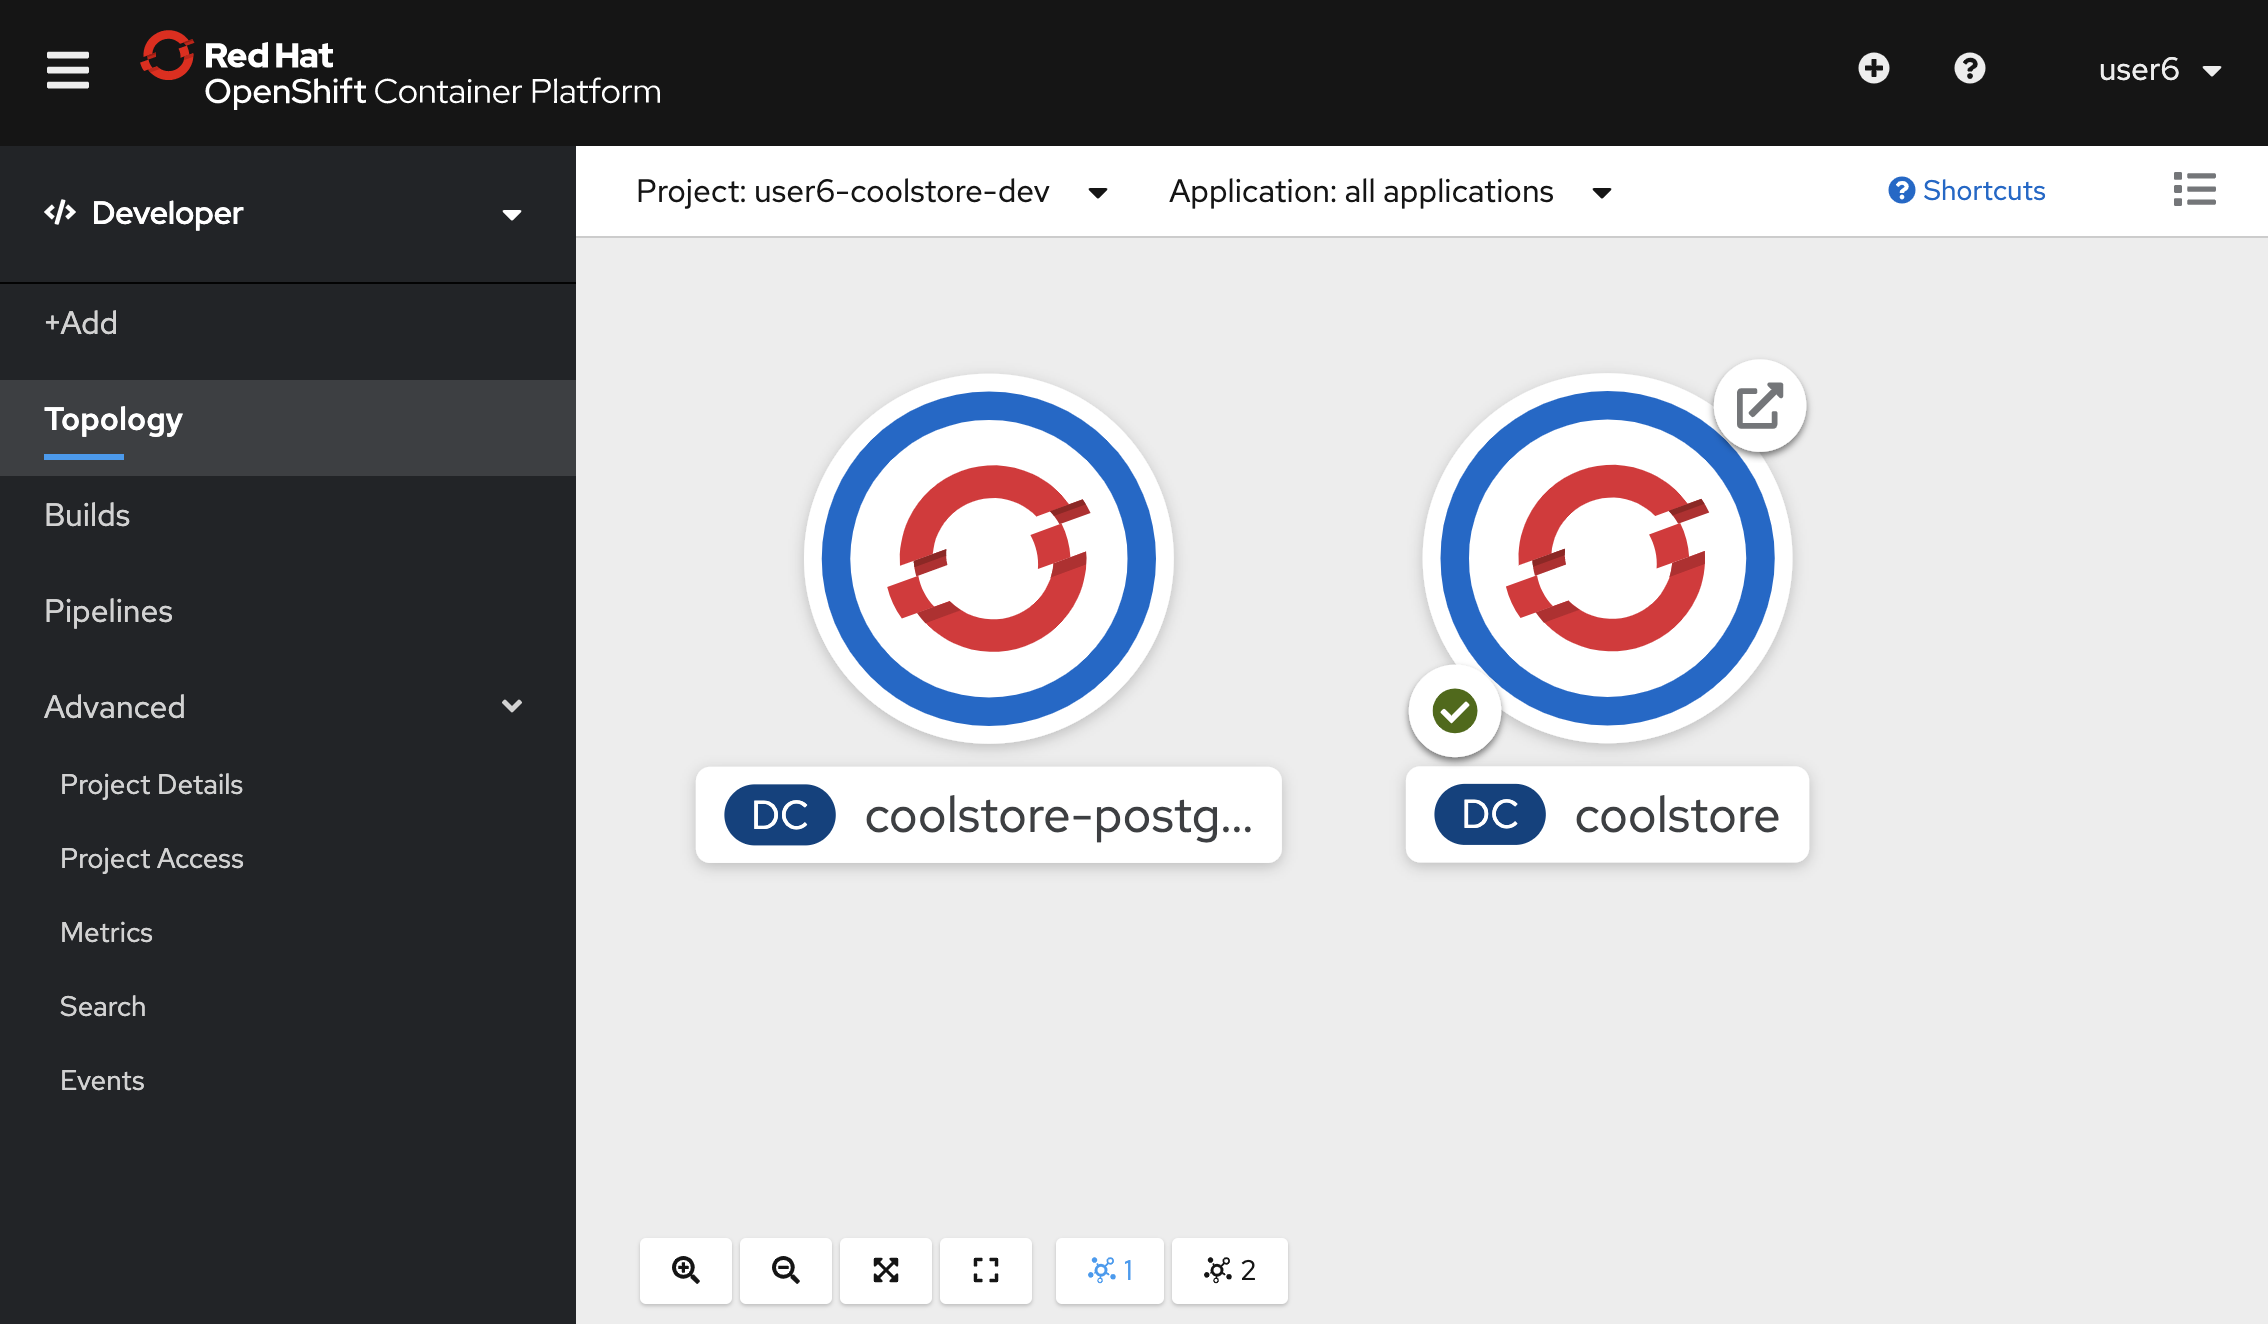 Red Hat
OpenShift Container Platform
user6
Developer
Project: user6-coolstore-dev
Application: all applications
Shortcuts
+Add
Topology
Builds
Pipelines
Advanced
Project Details
Project Access
Metrics
Search
Events
DC coolstore-postg...
DC coolstore
1
2